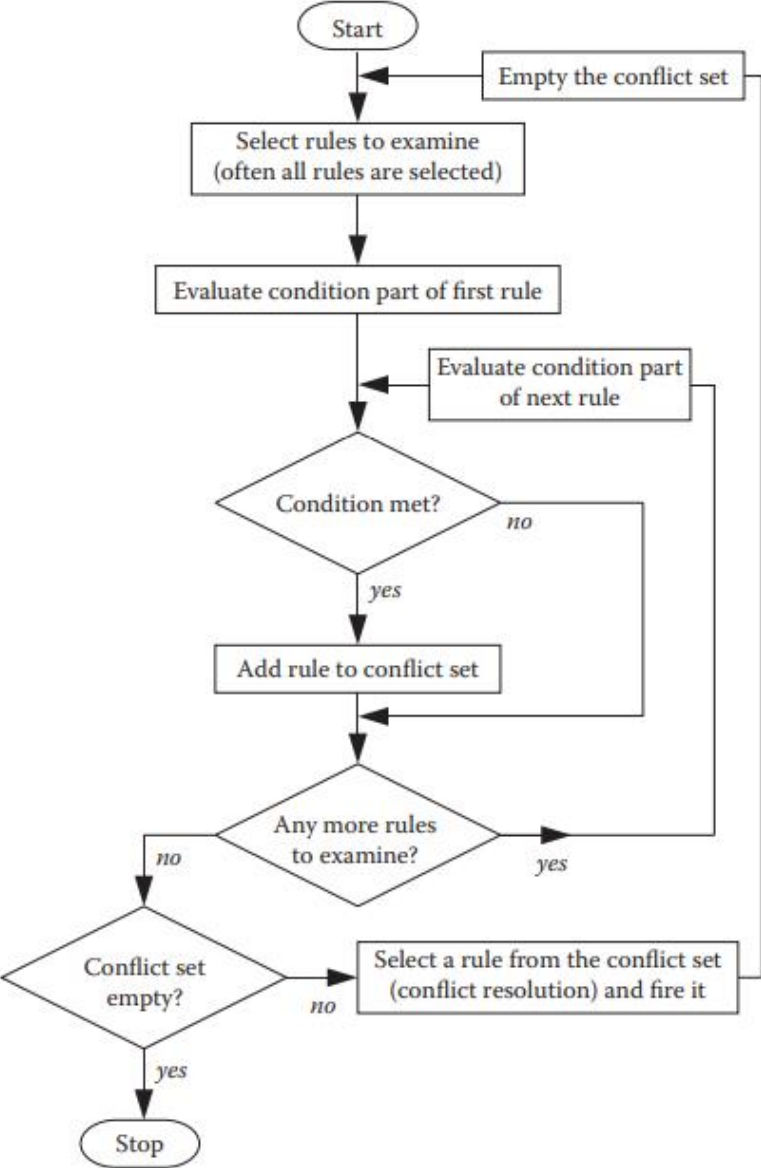 Start
Empty the conflict set
Select rules to examine
(often all rules are selected)
Evaluate condition part of first rule
Evaluate condition part
of next rule
Condition met?
no
yes
Add rule to conflict set
Any more rules
to examine?
no
yes
Conflict set
empty?
Select a rule from the conflict set
(conflict resolution) and fire it
no
yes
Stop